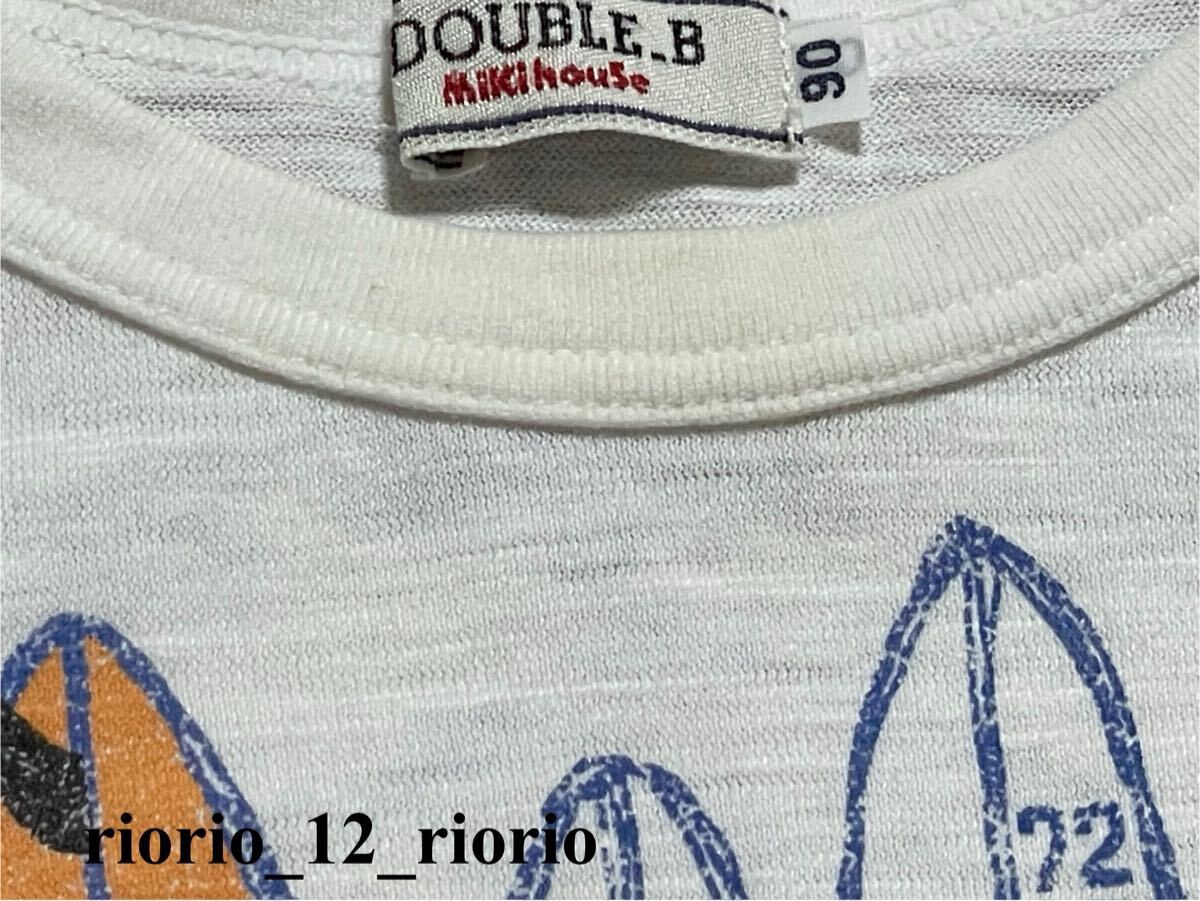 DOUBLE_B
MIKI house
90
72
riorio_12_riorio